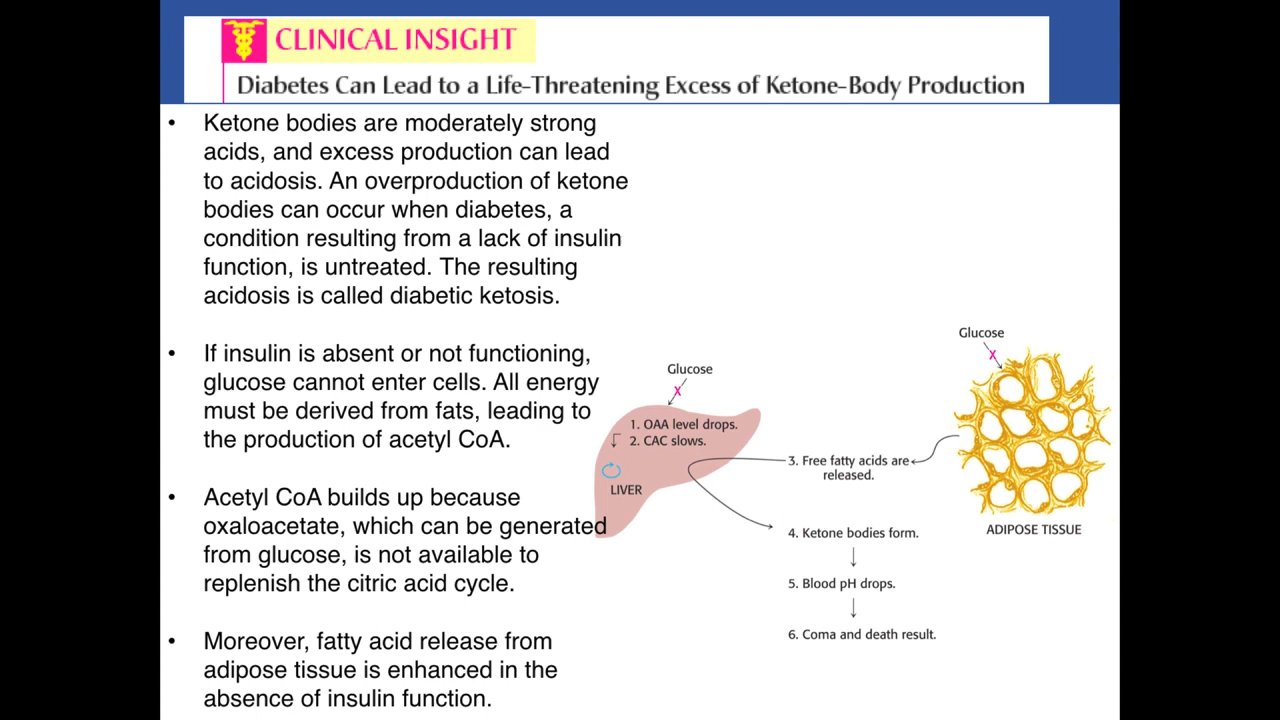 CLINICAL INSIGHT
Diabetes Can Lead to a Life-Threatening Excess of Ketone-Body Production
• Ketone bodies are moderately strong
acids, and excess production can lead
to acidosis. An overproduction of ketone
bodies can occur when diabetes, a
condition resulting from a lack of insulin
function, is untreated. The resulting
acidosis is called diabetic ketosis.
• If insulin is absent or not functioning,
glucose cannot enter cells. All energy
must be derived from fats, leading to
the production of acetyl CoA.
• Acetyl CoA builds up because
oxaloacetate, which can be generated
from glucose, is not available to
replenish the citric acid cycle.
• Moreover, fatty acid release from
adipose tissue is enhanced in the
absence of insulin function.
Glucose
X
1. OAA level drops.
2. CAC slows.
LIVER
Glucose
X
ADIPOSE TISSUE
3. Free fatty acids are
released.
4. Ketone bodies form.
5. Blood pH drops.
6. Coma and death result.